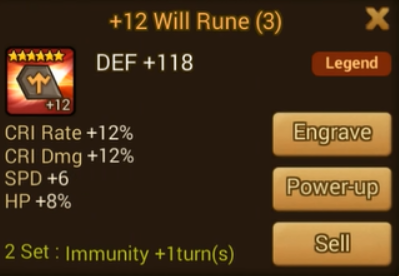 +12 Will Rune (3)
DEF +118
Legend
+12
CRI Rate +12%
CRI Dmg +12%
SPD +6
HP +8%
2 Set : Immunity +1turn(s)
Engrave
Power-up
Sell